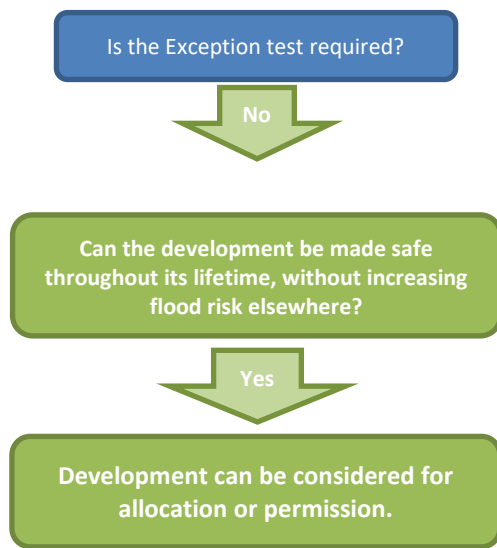 Is the Exception test required?
No
Can the development be made safe
throughout its lifetime, without increasing
flood risk elsewhere?
Yes
Development can be considered for
allocation or permission.